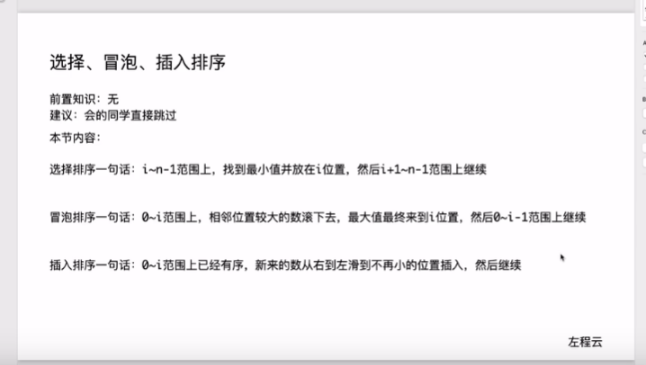 选择、冒泡、插入排序
前置知识：无
建议：会的同学直接跳过
本节内容：
选择排序一句话：i~n-1范围上，找到最小值并放在i位置，然后i+1~n-1范围上继续
冒泡排序一句话：0~i范围上，相邻位置较大的数滚下去，最大值最终来到i位置，然后0~i-1范围上继续
插入排序一句话：0~i范围上已经有序，新来的数从右到左滑到不再小的位置插入，然后继续
左程云